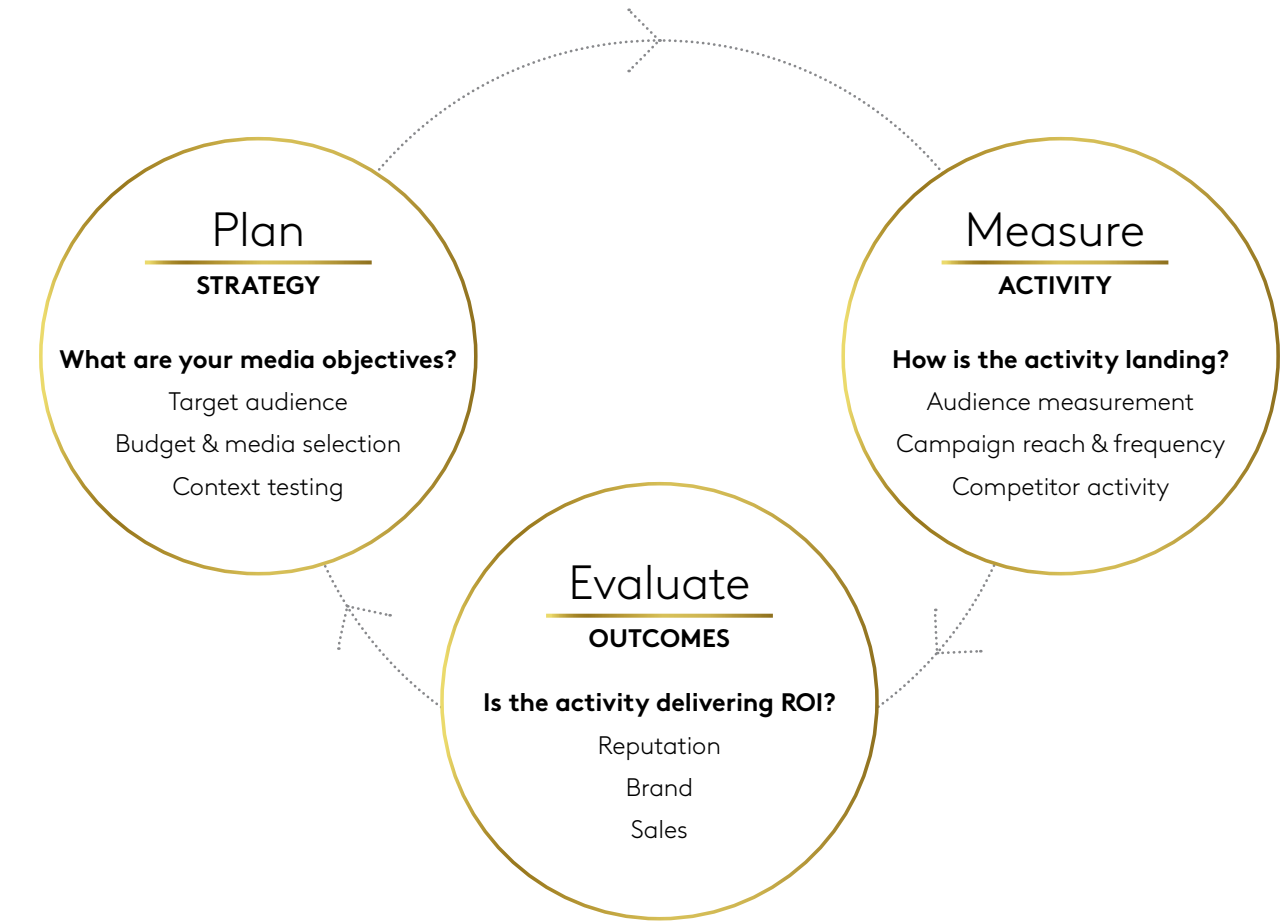 Plan
STRATEGY
What are your media objectives?
Target audience
Budget & media selection
Context testing
Measure
ACTIVITY
How is the activity landing?
Audience measurement
Campaign reach & frequency
Competitor activity
Evaluate
OUTCOMES
Is the activity delivering ROI?
Reputation
Brand
Sales